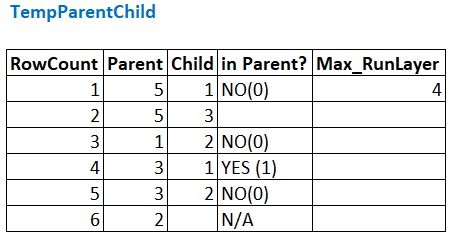 TempParentChild
RowCount Parent Child in Parent? Max_RunLayer
1 5 1 NO(0) 4
2 5 3
3 1 2 NO(0)
4 3 1 YES (1)
5 3 2 NO(0)
6 2 N/A